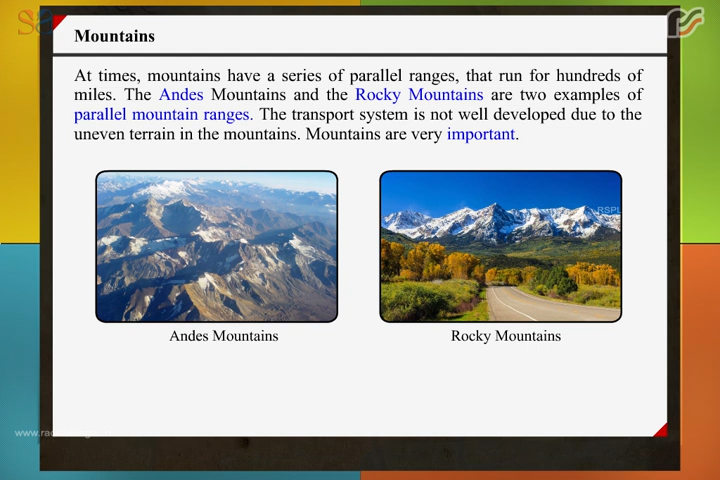 Mountains
At times, mountains have a series of parallel ranges, that run for hundreds of
miles. The Andes Mountains and the Rocky Mountains are two examples of
parallel mountain ranges. The transport system is not well developed due to the
uneven terrain in the mountains. Mountains are very important.
RSPL
Andes Mountains
Rocky Mountains